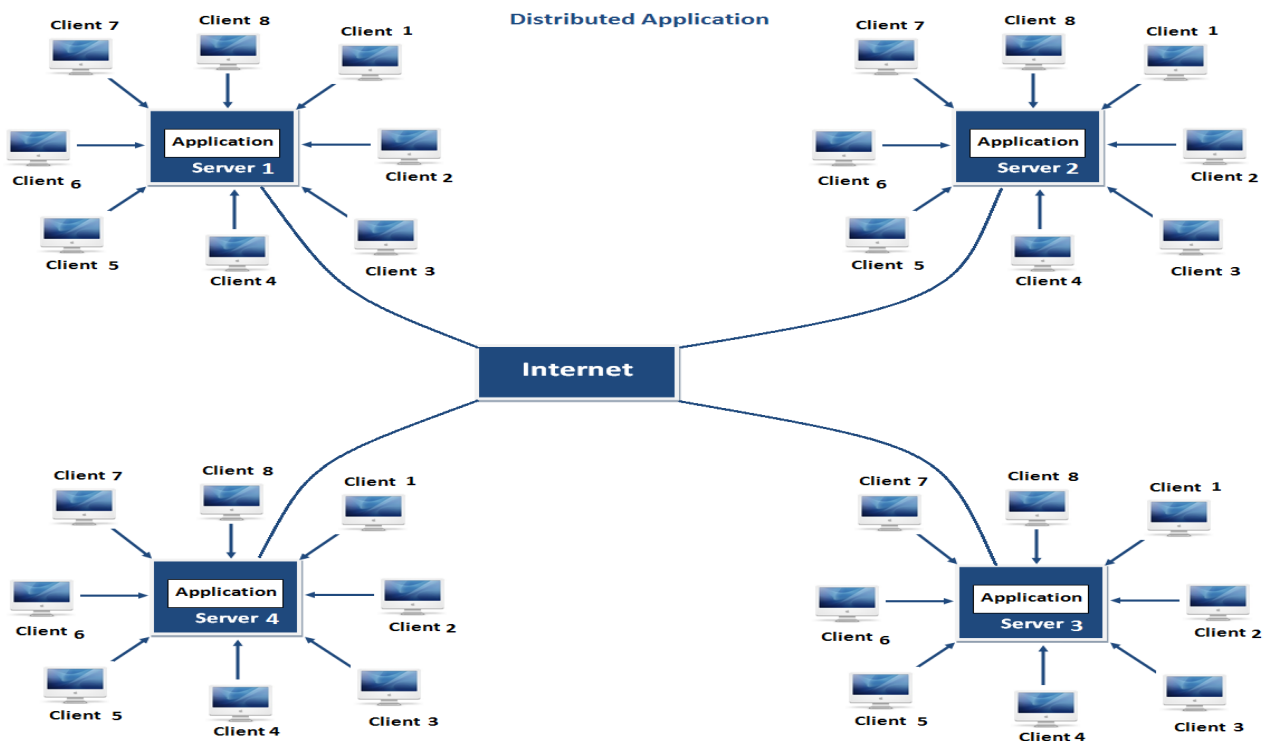 Distributed Application
Client 7
Client 8
Client 1
Application
Server 1
Client 6
Client 2
Client 5
Client 4
Client 3
Client 7
Client 8
Client 1
Application
Server 2
Client 6
Client 2
Client 5
Client 4
Client 3
Internet
Client 7
Client 8
Client 1
Application
Server 4
Client 6
Client 2
Client 5
Client 4
Client 3
Client 7
Client 8
Client 1
Application
Server 3
Client 6
Client 2
Client 5
Client 4
Client 3